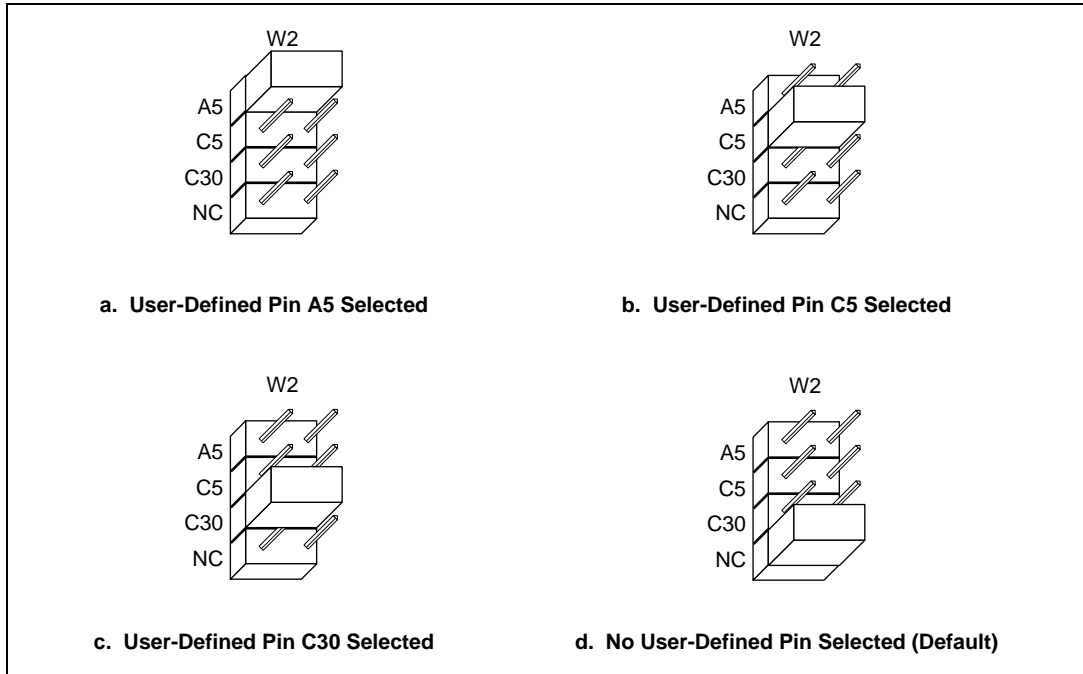 W2
A5
C5
C30
NC
a. User-Defined Pin A5 Selected
W2
A5
C5
C30
NC
b. User-Defined Pin C5 Selected
W2
A5
C5
C30
NC
c. User-Defined Pin C30 Selected
W2
A5
C5
C30
NC
d. No User-Defined Pin Selected (Default)